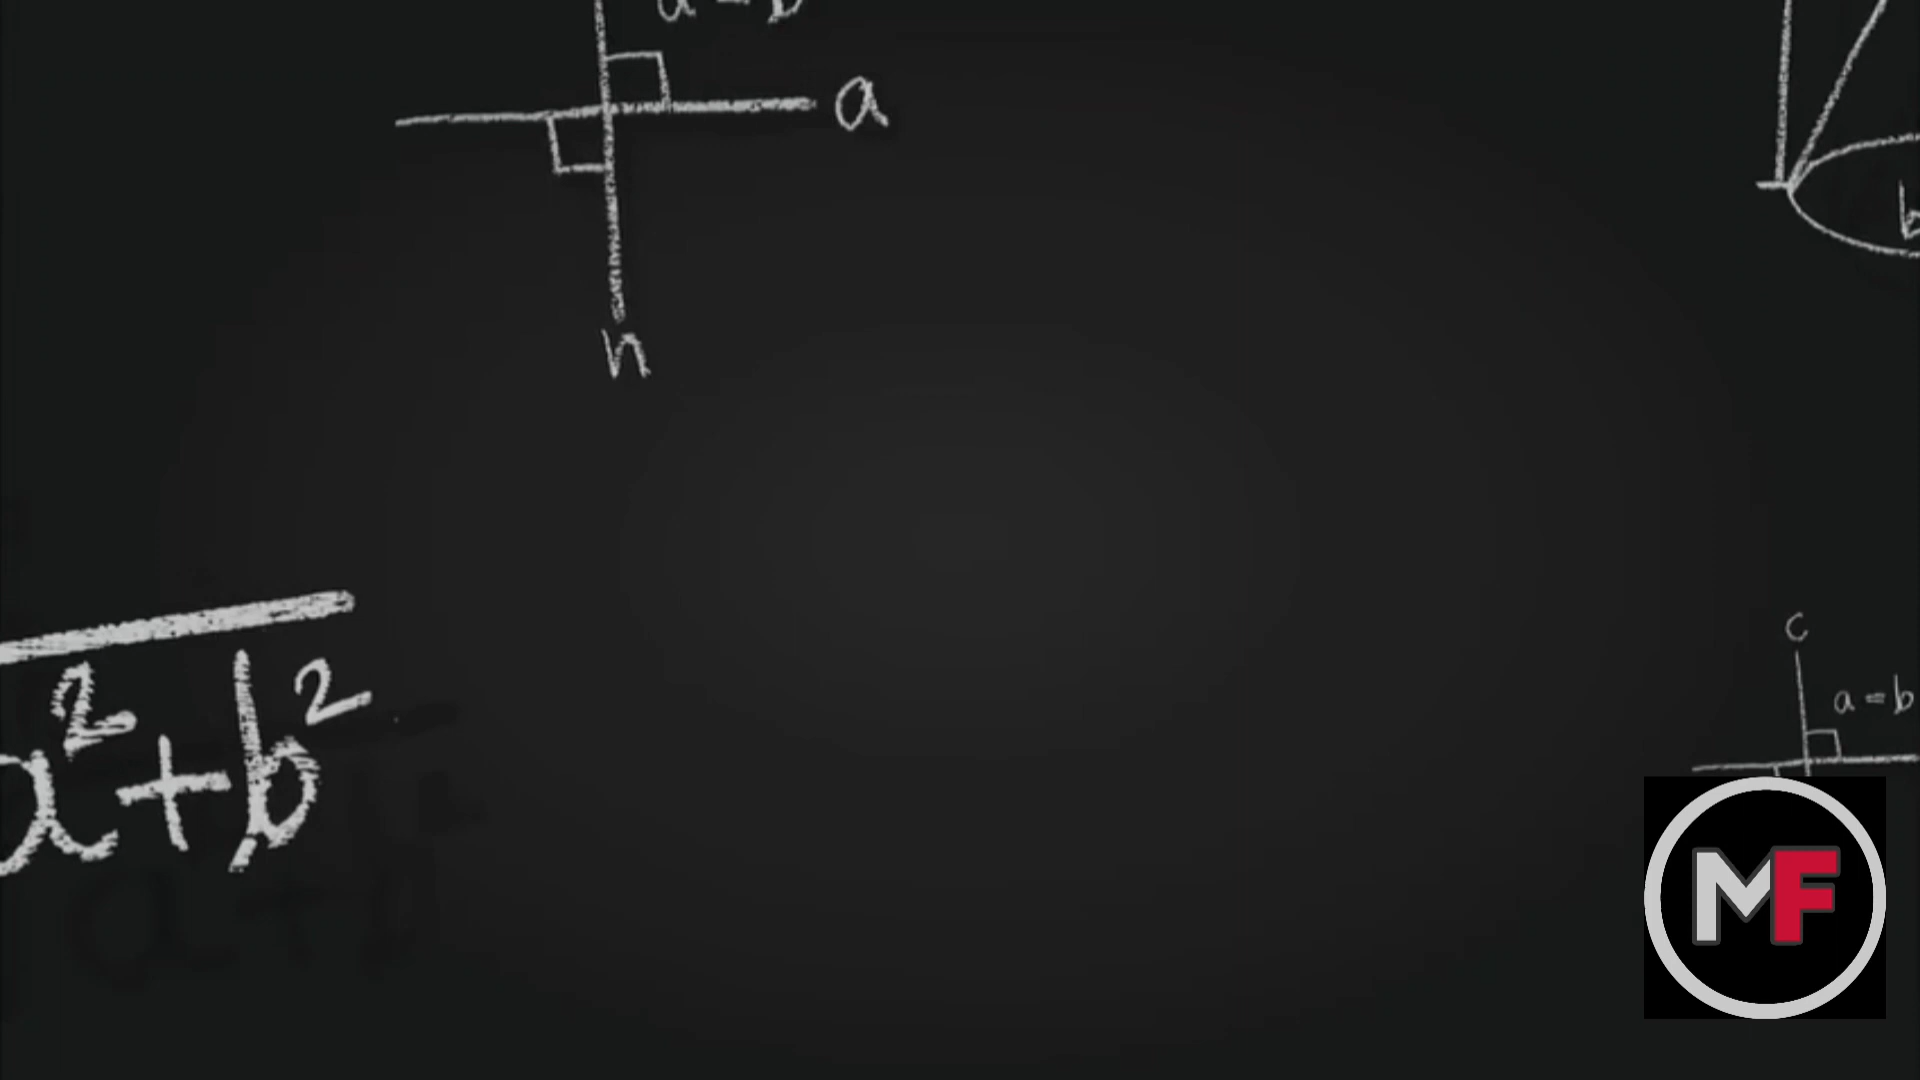 a = b
a
n
b
a²+b²
c
a = b
MF